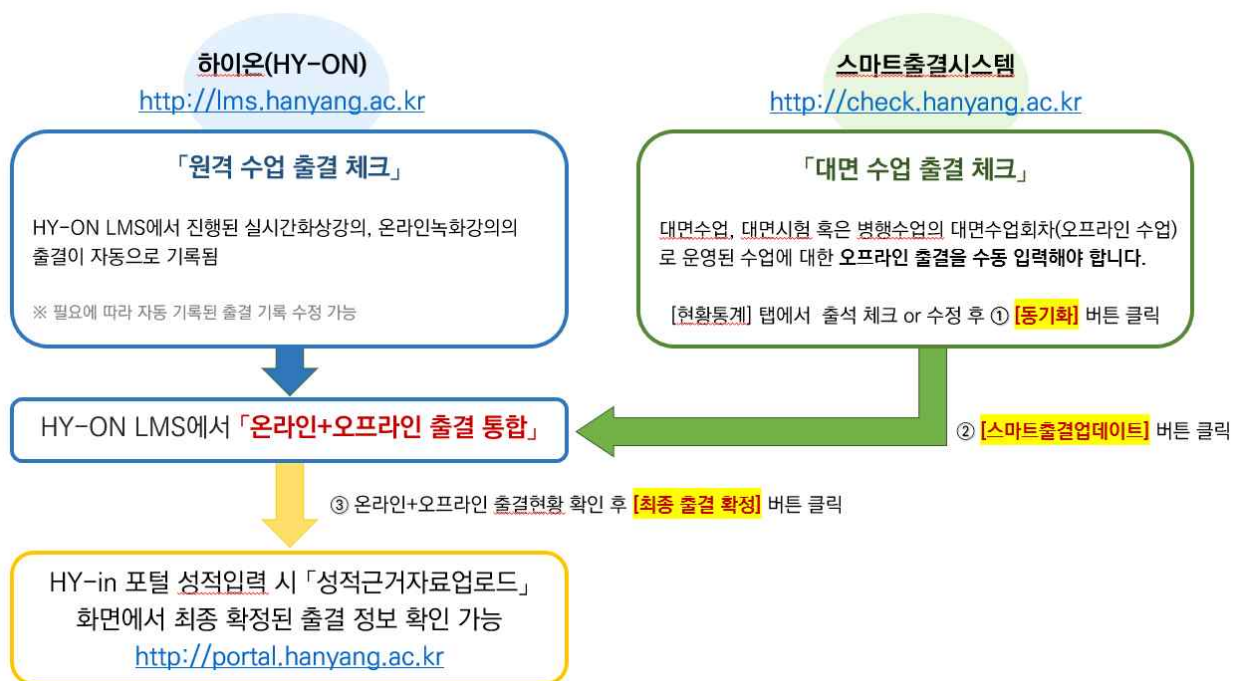 하이온(HY-ON)
http://lms.hanyang.ac.kr
「원격 수업 출결 체크」
HY-ON LMS에서 진행된 실시간화상강의, 온라인녹화강의의
출결이 자동으로 기록됨
※ 필요에 따라 자동 기록된 출결 기록 수정 가능
스마트출결시스템
http://check.hanyang.ac.kr
「대면 수업 출결 체크」
대면수업, 대면시험 혹은 병행수업의 대면수업회차(오프라인 수업)
로 운영된 수업에 대한 오프라인 출결을 수동 입력해야 합니다.
[현황통계] 탭에서 출석 체크 or 수정 후 ① [동기화] 버튼 클릭
HY-ON LMS에서 「온라인+오프라인 출결 통합」
② [스마트출결업데이트] 버튼 클릭
③ 온라인+오프라인 출결현황 확인 후 [최종 출결 확정] 버튼 클릭
HY-in 포털 성적입력 시 「성적근거자료업로드」
화면에서 최종 확정된 출결 정보 확인 가능
http://portal.hanyang.ac.kr